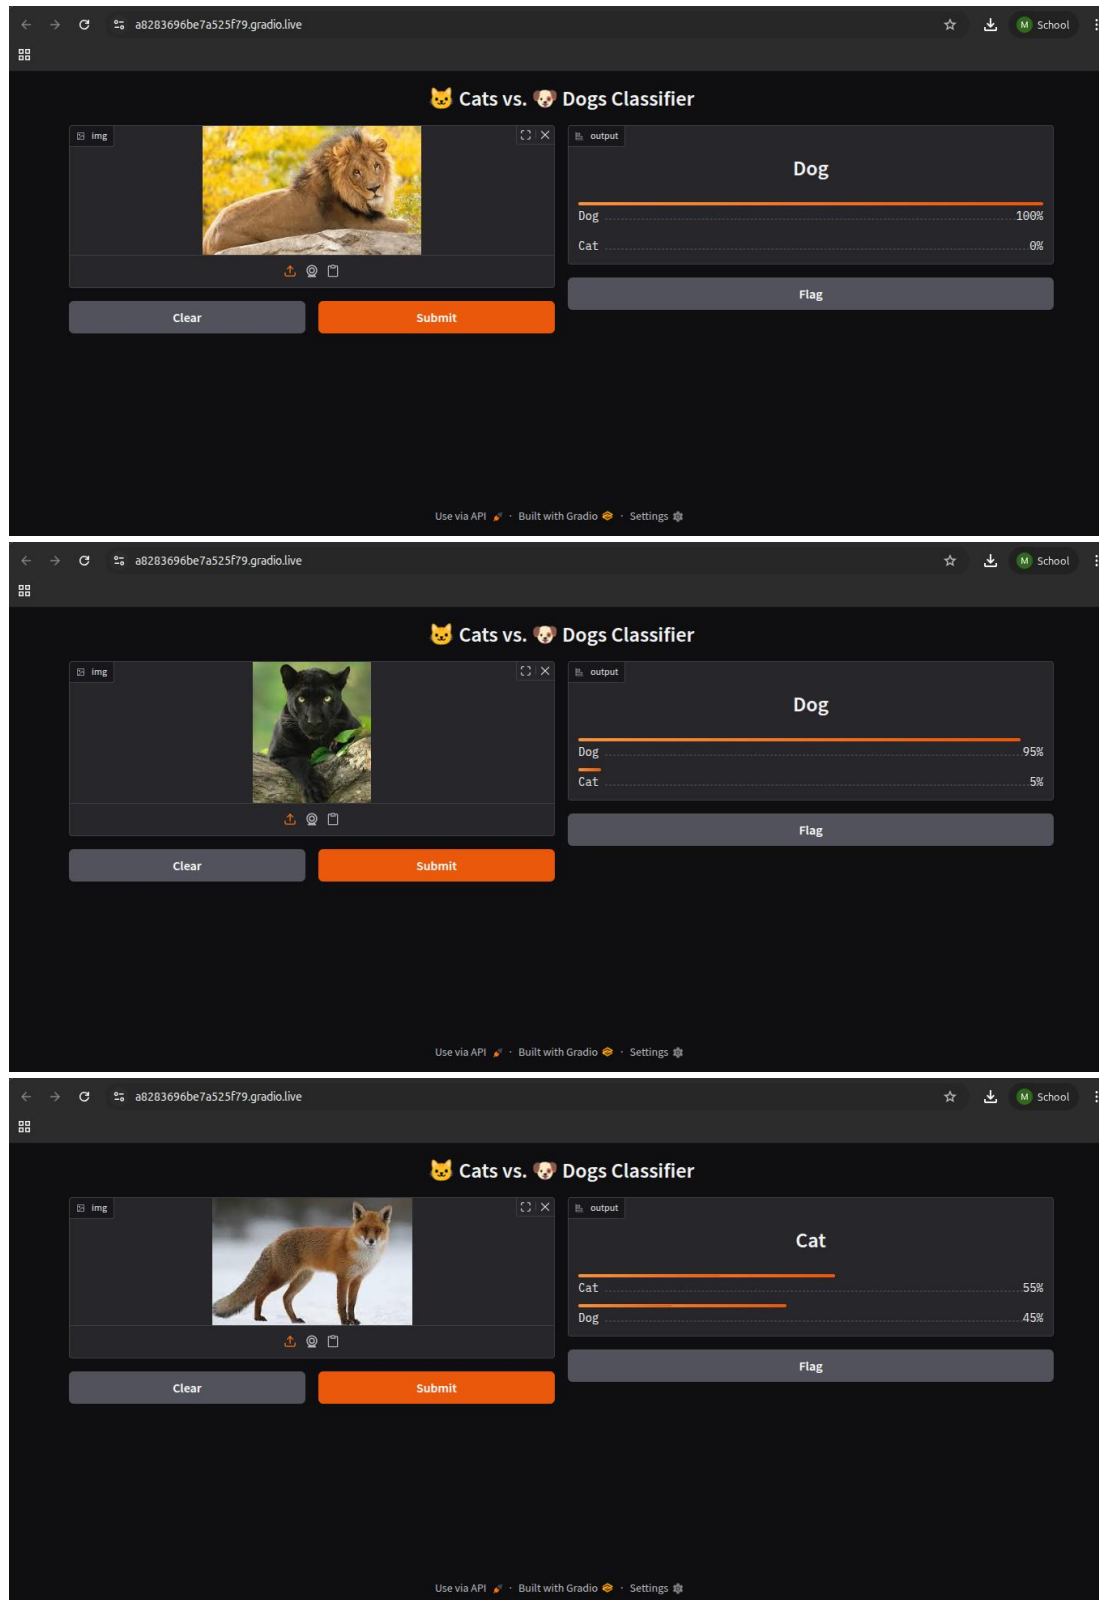 a8283696be7a525f79.gradio.live
M School
🐱 Cats vs. 🐶 Dogs Classifier
img
output
Dog
Dog 100%
Cat 0%
Flag
Clear Submit
Use via API 🚀 · Built with Gradio · Settings ⚙️
a8283696be7a525f79.gradio.live
M School
🐱 Cats vs. 🐶 Dogs Classifier
img
output
Dog
Dog 95%
Cat 5%
Flag
Clear Submit
Use via API 🚀 · Built with Gradio · Settings ⚙️
a8283696be7a525f79.gradio.live
M School
🐱 Cats vs. 🐶 Dogs Classifier
img
output
Cat
Cat 55%
Dog 45%
Flag
Clear Submit
Use via API 🚀 · Built with Gradio · Settings ⚙️